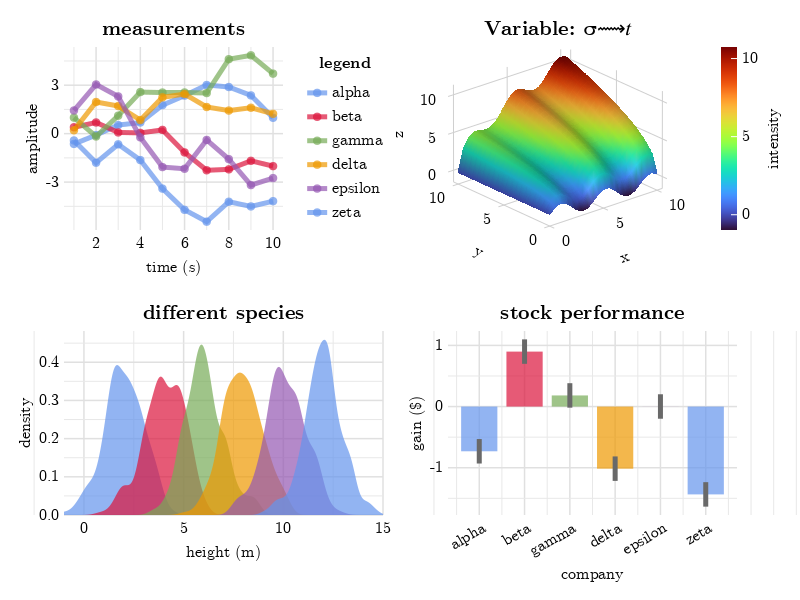 measurements
amplitude
3
0
−3
2
4
6
8
10
time (s)
legend
alpha
beta
gamma
delta
epsilon
zeta
Variable: σ⟿t
z
10
5
0
10
5
0
y
0
5
10
x
10
5
0
intensity
different species
density
0.4
0.3
0.2
0.1
0.0
0
5
10
15
height (m)
stock performance
gain ($)
1
0
-1
alpha
beta
gamma
delta
epsilon
zeta
company